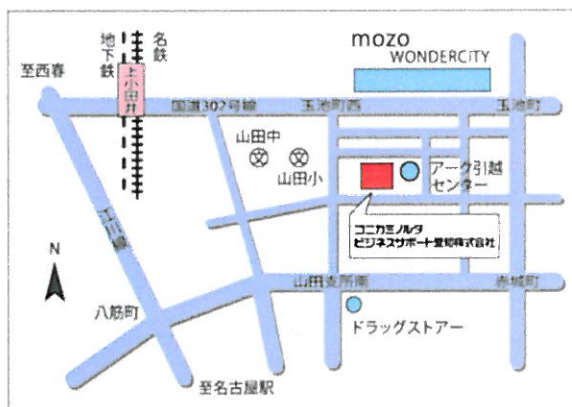 地下鉄
名鉄
mozo
WONDERCITY
至西春
上小田井
国道302号線
玉池町西
玉池町
山田中
山田小
アーク引越
センター
江川線
コニカミノルタ
ビジネスサポート愛知株式会社
N
山田支所南
赤城町
八筋町
ドラッグストアー
至名古屋駅